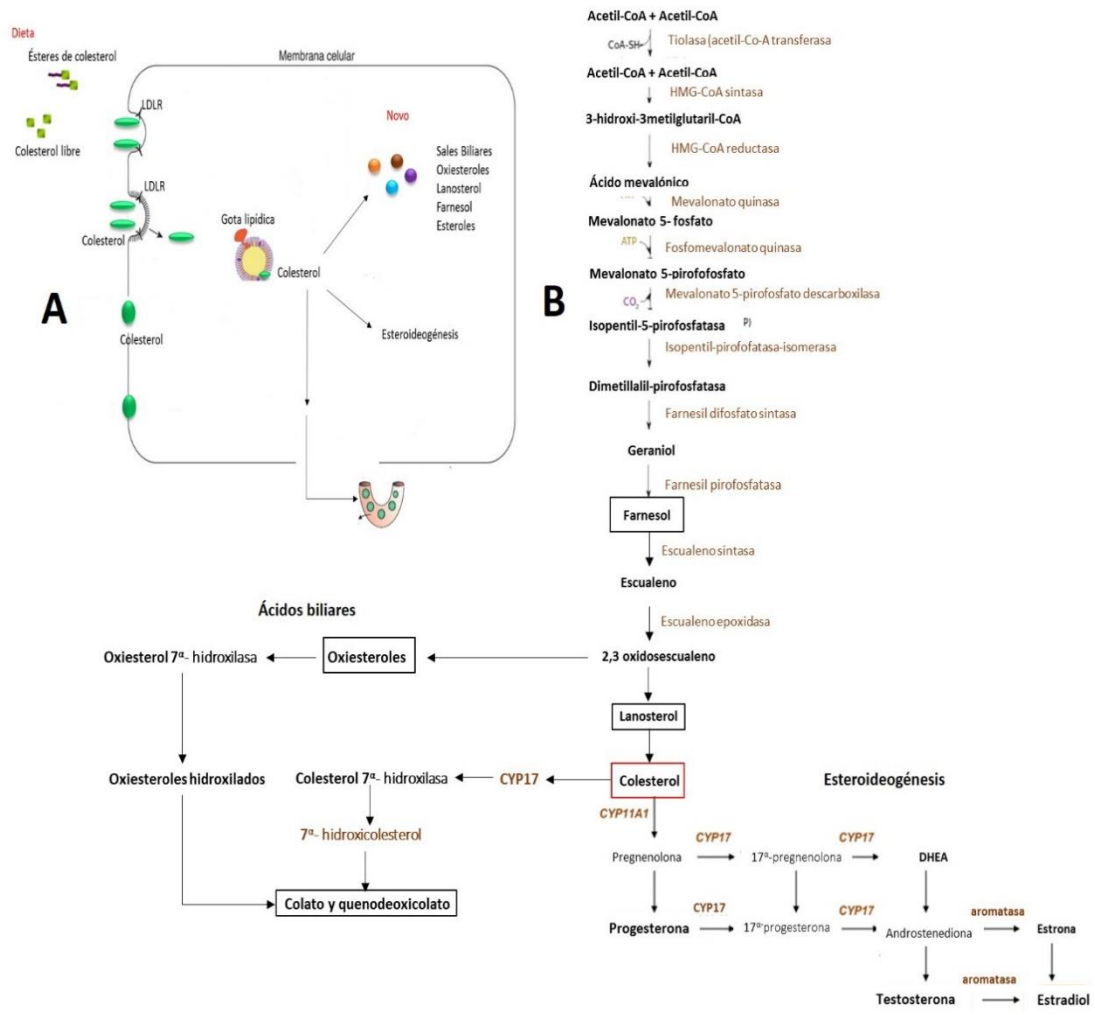 Dieta
Ésteres de colesterol
Colesterol libre
Membrana celular
LDLR
LDLR
Colesterol
Colesterol
A
Gota lipídica
Colesterol
Novo
Sales Biliares
Oxiesteroles
Lanosterol
Farnesol
Esteroles
Esteroideogénesis
B
Acetil-CoA + Acetil-CoA
CoA-SH
Tiolasa (acetil-Co-A transferasa
Acetil-CoA + Acetil-CoA
HMG-CoA sintasa
3-hidroxi-3metilglutaril-CoA
HMG-CoA reductasa
Ácido mevalónico
Mevalonato quinasa
Mevalonato 5- fosfato
ATP
Fosfomevalonato quinasa
Mevalonato 5-pirofofosfato
CO2
Mevalonato 5-pirofosfato descarboxilasa
Isopentil-5-pirofosfatasa P)
Isopentil-pirofofatasa-isomerasa
Dimetillalil-pirofosfatasa
Farnesil difosfato sintasa
Geraniol
Farnesil pirofosfatasa
Farnesol
Escualeno sintasa
Escualeno
Escualeno epoxidasa
Ácidos biliares
Oxiesterol 7α- hidroxilasa
Oxiesteroles
2,3 oxidosescualeno
Lanosterol
Oxiesteroles hidroxilados
Colesterol 7α- hidroxilasa
CYP17
Colesterol
Esteroideogénesis
7α- hidroxicolesterol
Colato y quenodeoxicolato
CYP11A1
CYP17
CYP17
Pregnenolona
17α-pregnenolona
DHEA
CYP17
CYP17
aromatasa
Progesterona
17α-progesterona
Androstenediona
Estrona
aromatasa
Testosterona
Estradiol